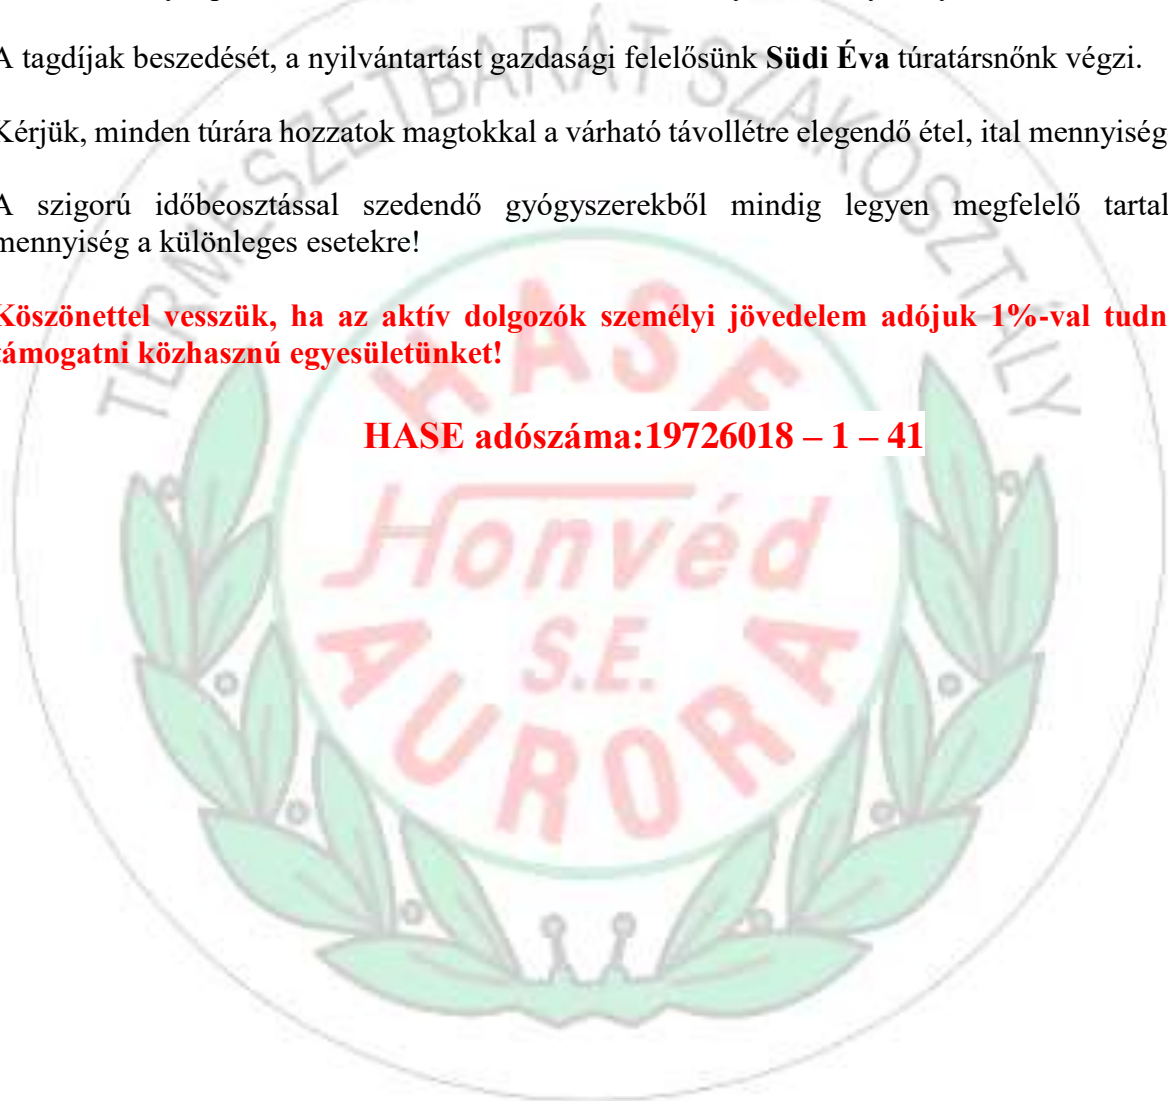 A tagdíjak beszedését, a nyilvántartást gazdasági felelősünk Südi Éva túratársnőnk végzi.
Kérjük, minden túrára hozzatok magtokkal a várható távollétre elegendő étel, ital mennyiség
A szigorú időbeosztással szedendő gyógyszerekből mindig legyen megfelelő tartal
mennyiség a különleges esetekre!
Köszönettel vesszük, ha az aktív dolgozók személyi jövedelem adójuk 1%-val tudn
támogatni közhasznú egyesületünket!
HASE adószáma:19726018 – 1 – 41
TERMÉSZETBARÁT SZAKOSZTÁLY
HASE
Honvéd
S.E.
AURORA